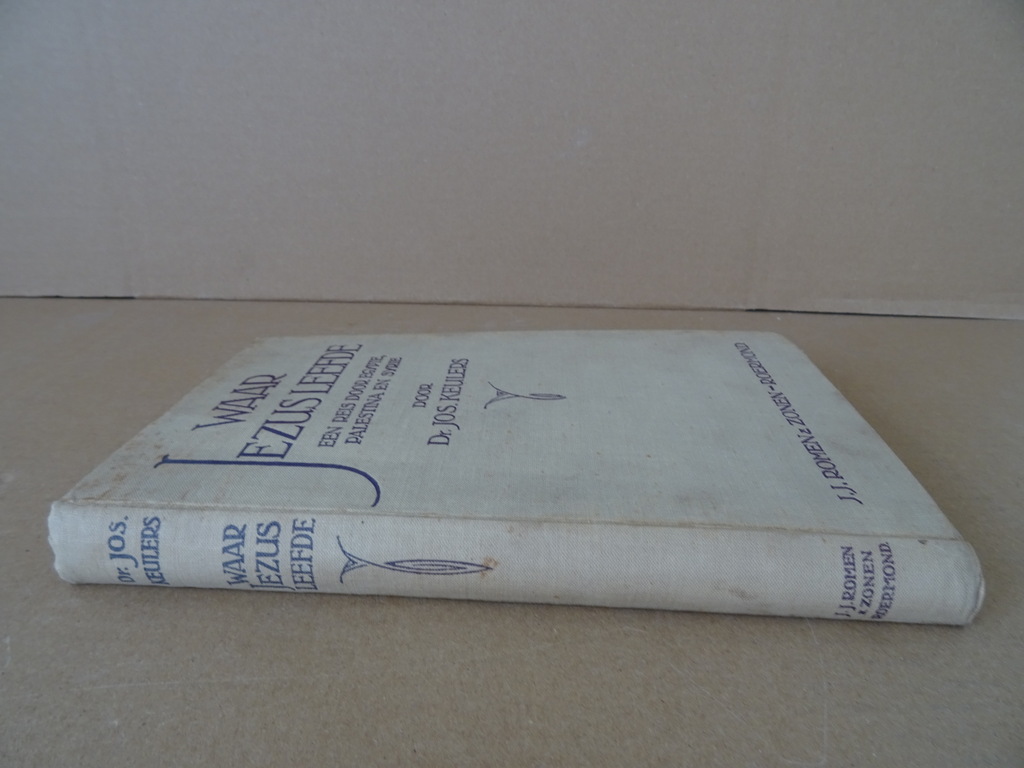 WAAR
JEZUS LEEFDE
EEN REIS DOOR EGYPTE,
PALESTINA EN SYRIE
DOOR
Dr. JOS. KEULERS
J.J. ROMEN & ZONEN - ROERMOND
Dr. JOS.
KEULERS
WAAR
JEZUS
LEEFDE
J.J. ROMEN
& ZONEN
ROERMOND